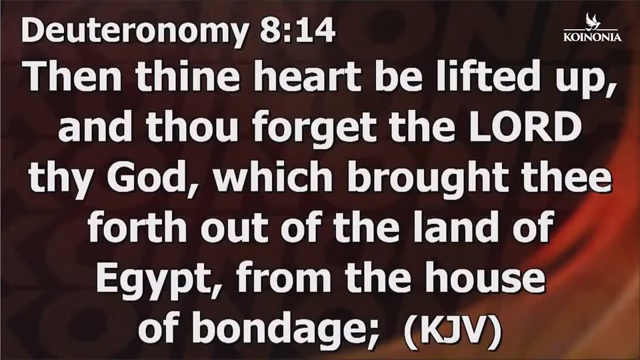 Deuteronomy 8:14
KOINONIA
Then thine heart be lifted up,
and thou forget the LORD
thy God, which brought thee
forth out of the land of
Egypt, from the house
of bondage; (KJV)